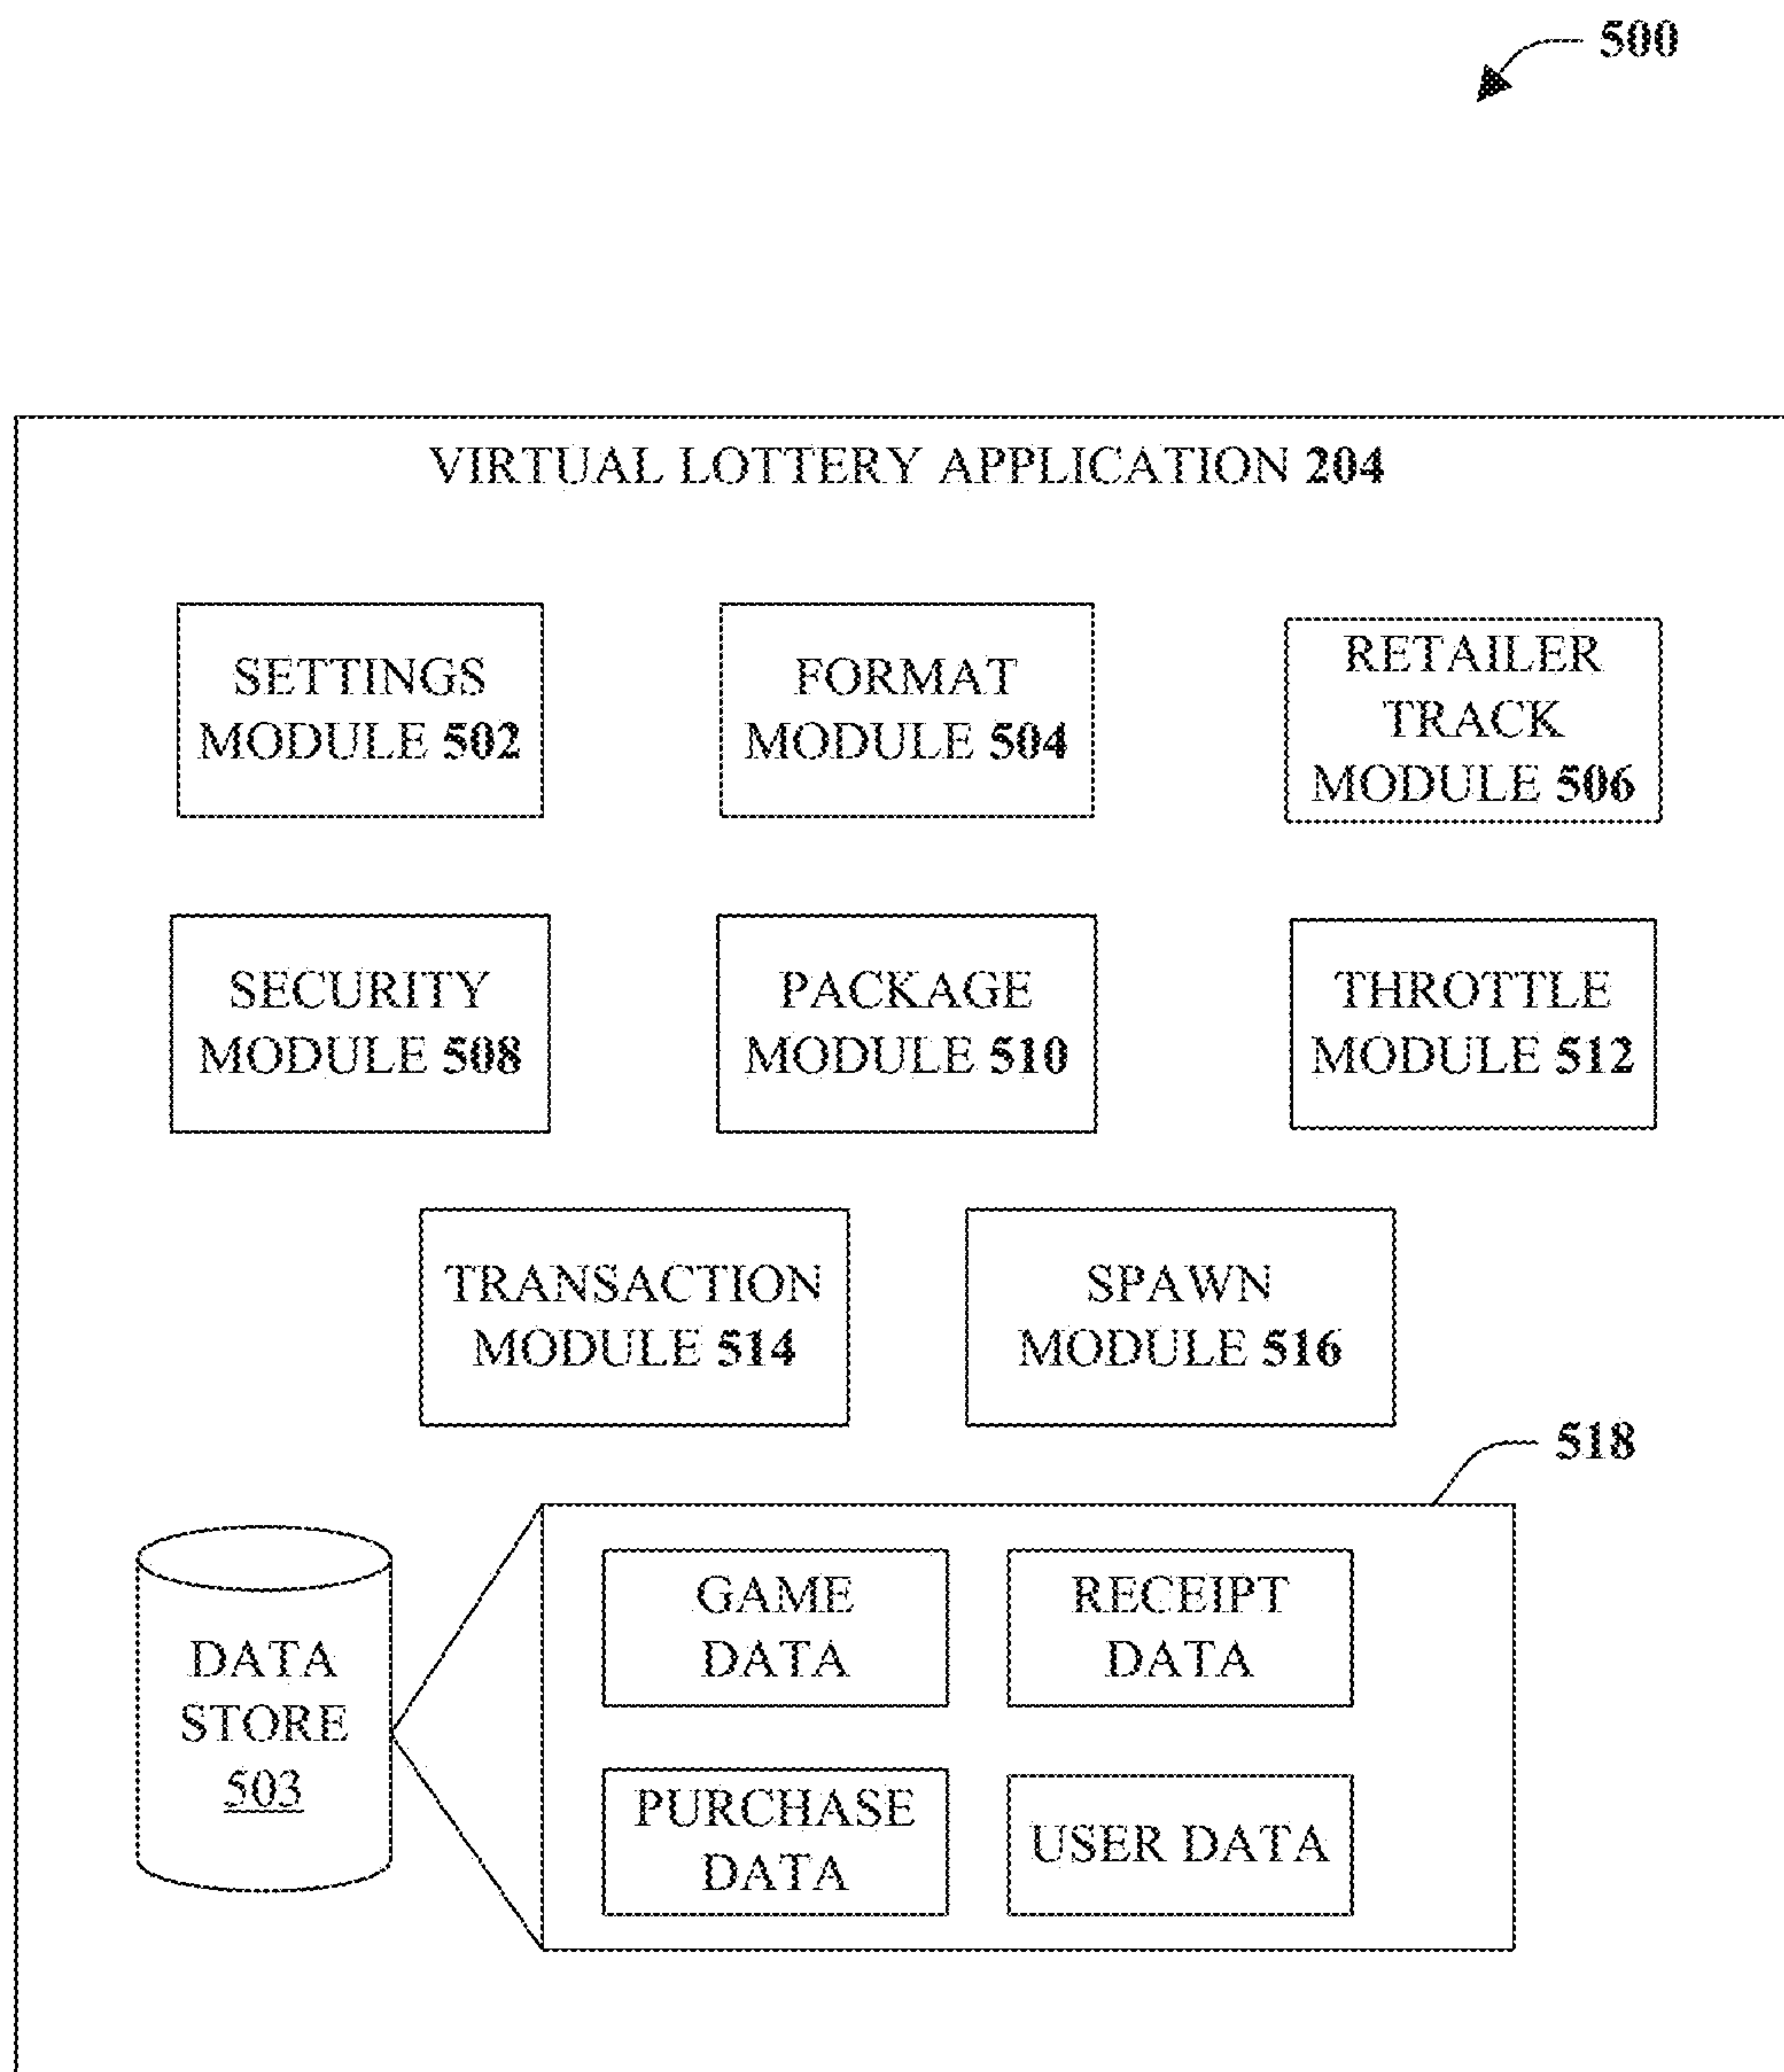 500
VIRTUAL LOTTERY APPLICATION 204
SETTINGS
MODULE 502
FORMAT
MODULE 504
RETAILER
TRACK
MODULE 506
SECURITY
MODULE 508
PACKAGE
MODULE 510
THROTTLE
MODULE 512
TRANSACTION
MODULE 514
SPAWN
MODULE 516
518
DATA
STORE
503
GAME
DATA
RECEIPT
DATA
PURCHASE
DATA
USER DATA